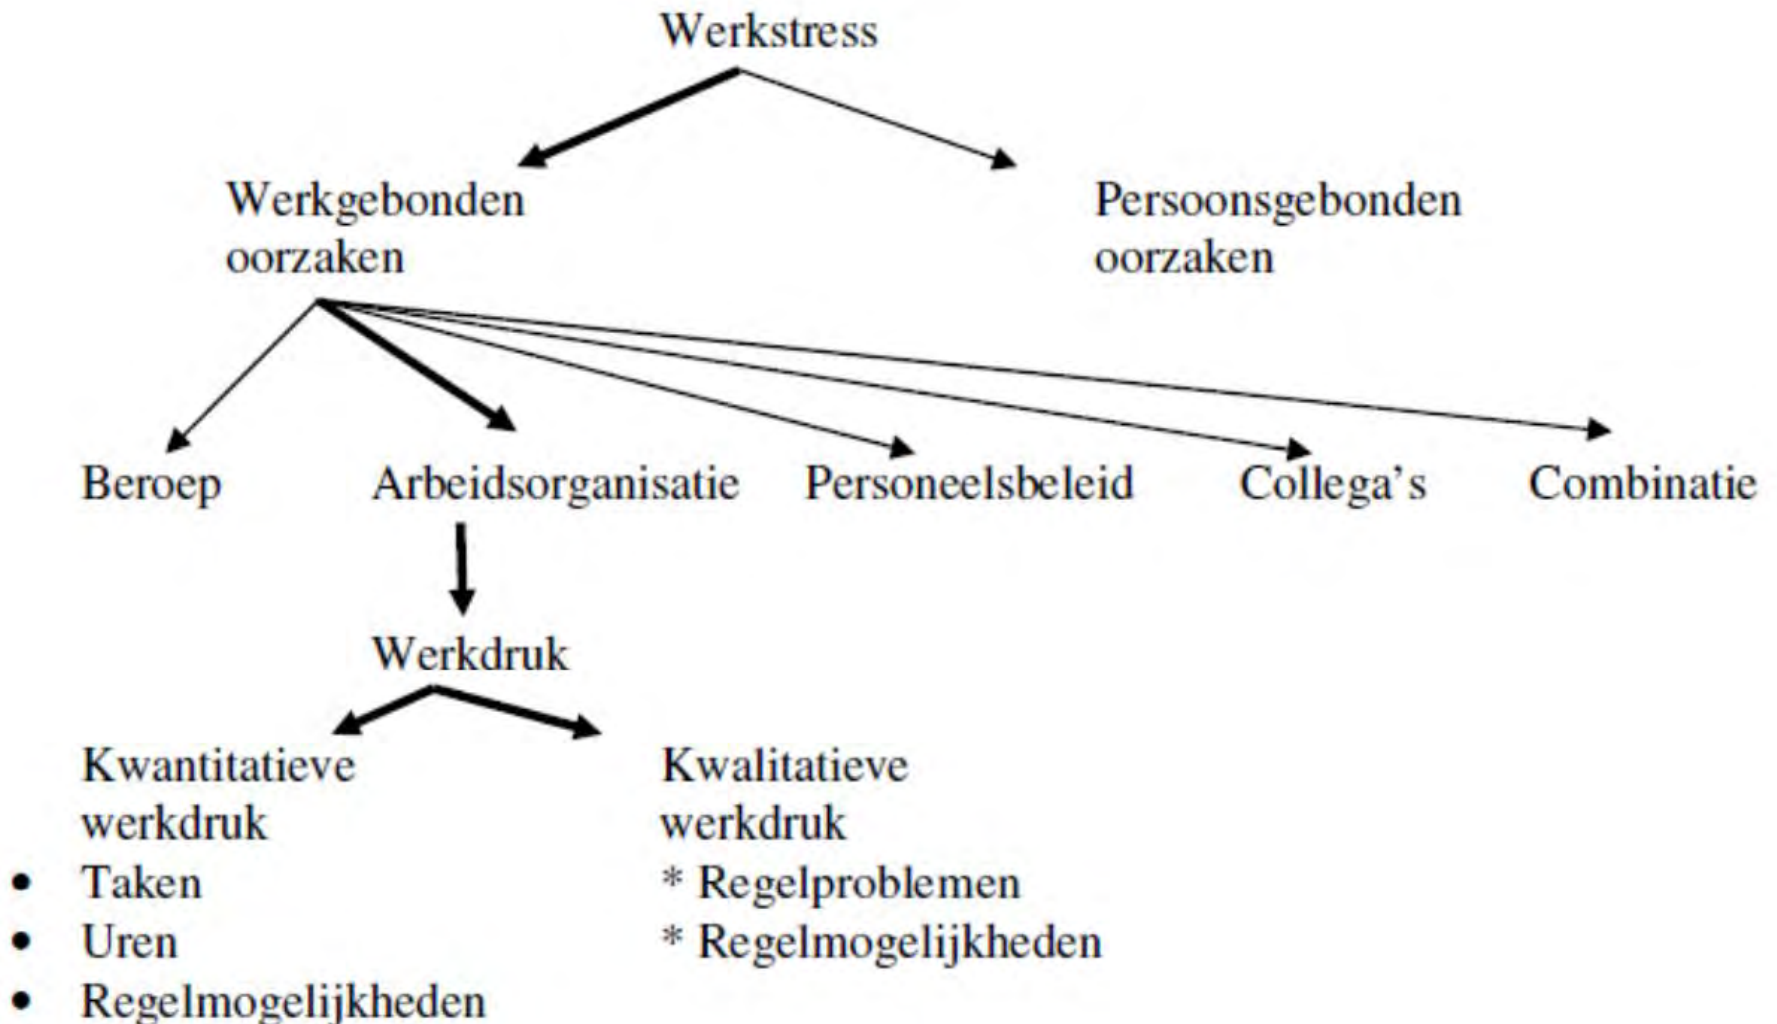 Werkstress
Werkgebonden
oorzaken
Persoonsgebonden
oorzaken
Beroep
Arbeidsorganisatie
Personeelsbeleid
Collega's
Combinatie
Werkdruk
Kwantitatieve
werkdruk
• Taken
• Uren
• Regelmogelijkheden
Kwalitatieve
werkdruk
* Regelproblemen
* Regelmogelijkheden